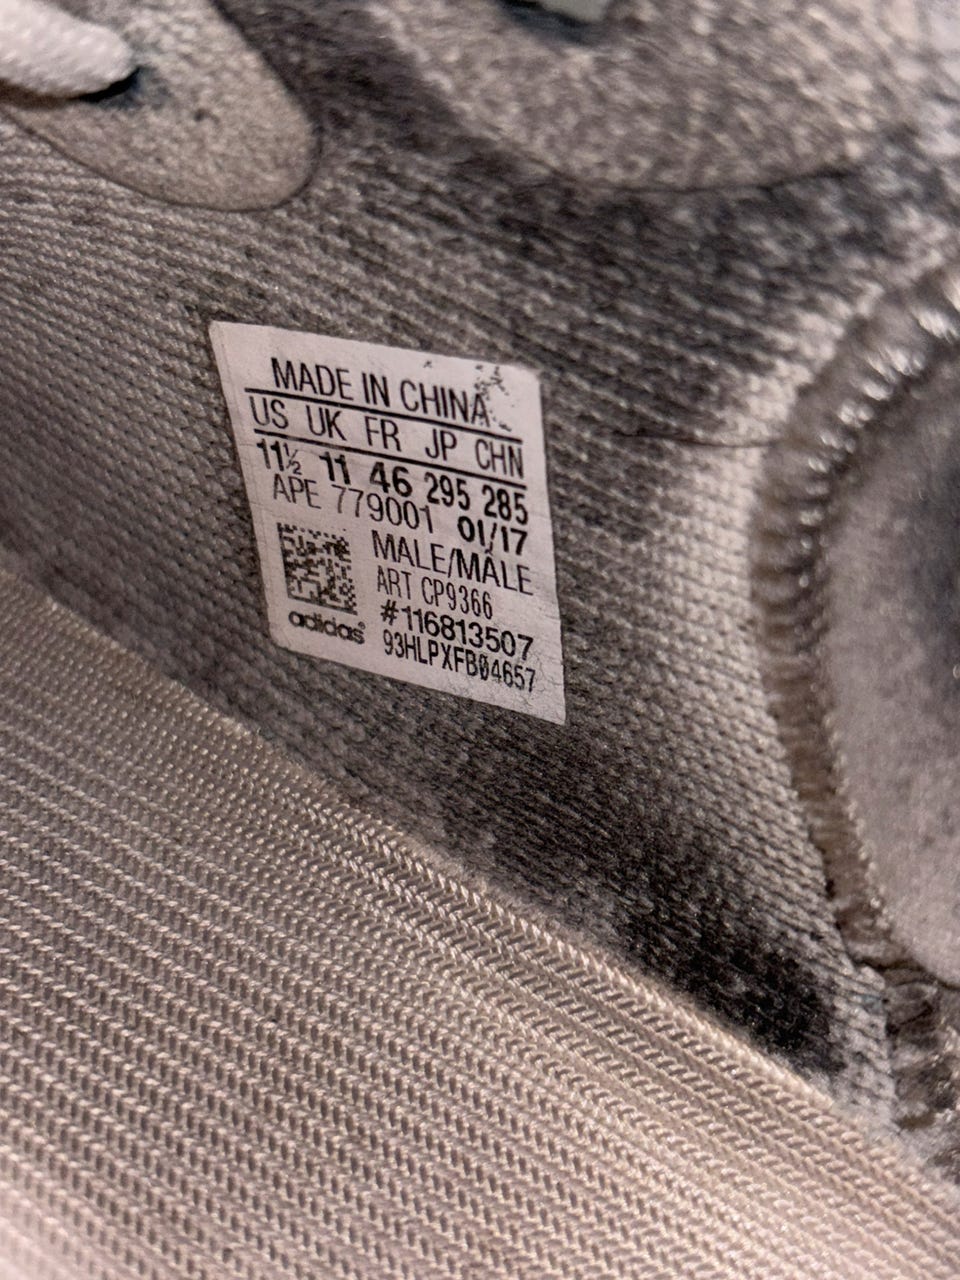 MADE IN CHINA
US UK FR JP CHN
11½ 11 46 295 285
APE 779001 01/17
MALE/MÂLE
ART CP9366
#116813507
93HLPXFB04657
adidas®